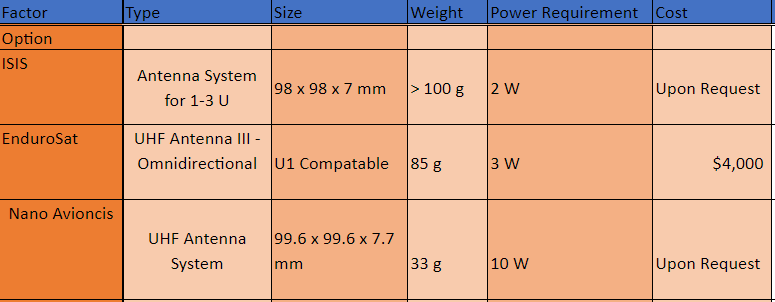 Factor Type Size Weight Power Requirement Cost
Option
ISIS
Antenna System
for 1-3 U
98 x 98 x 7 mm
> 100 g
2 W
Upon Request
EnduroSat
UHF Antenna III -
Omnidirectional
U1 Compatable
85 g
3 W
$4,000
Nano Avioncis
UHF Antenna
System
99.6 x 99.6 x 7.7
mm
33 g
10 W
Upon Request